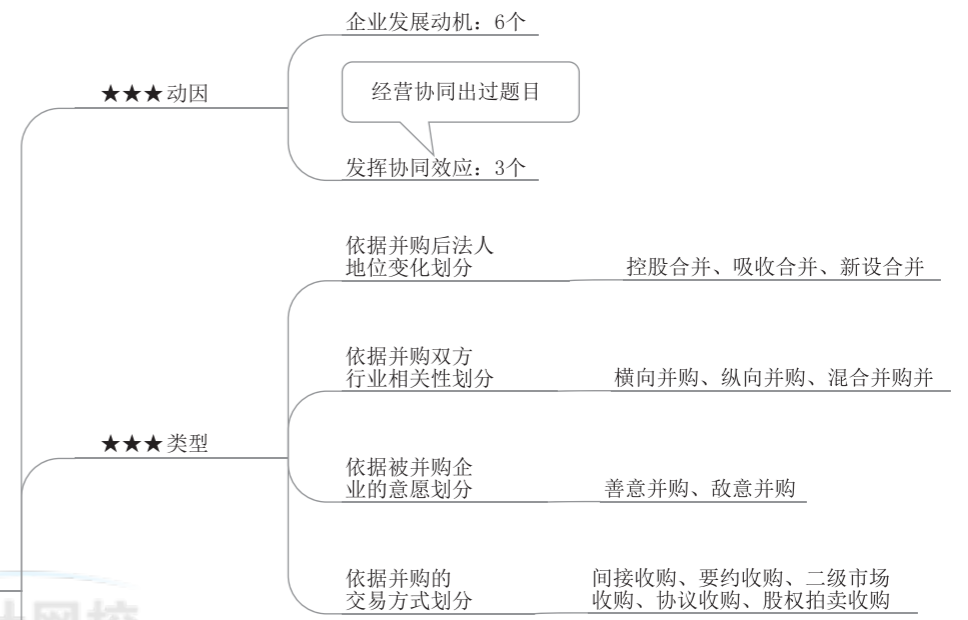 企业发展动机：6个
★★★动因
经营协同出过题目
发挥协同效应：3个
依据并购后法人
地位变化划分
控股合并、吸收合并、新设合并
依据并购双方
行业相关性划分
横向并购、纵向并购、混合并购并
★★★类型
依据被并购企
业的意愿划分
善意并购、敌意并购
依据并购的
交易方式划分
间接收购、要约收购、二级市场
收购、协议收购、股权拍卖收购